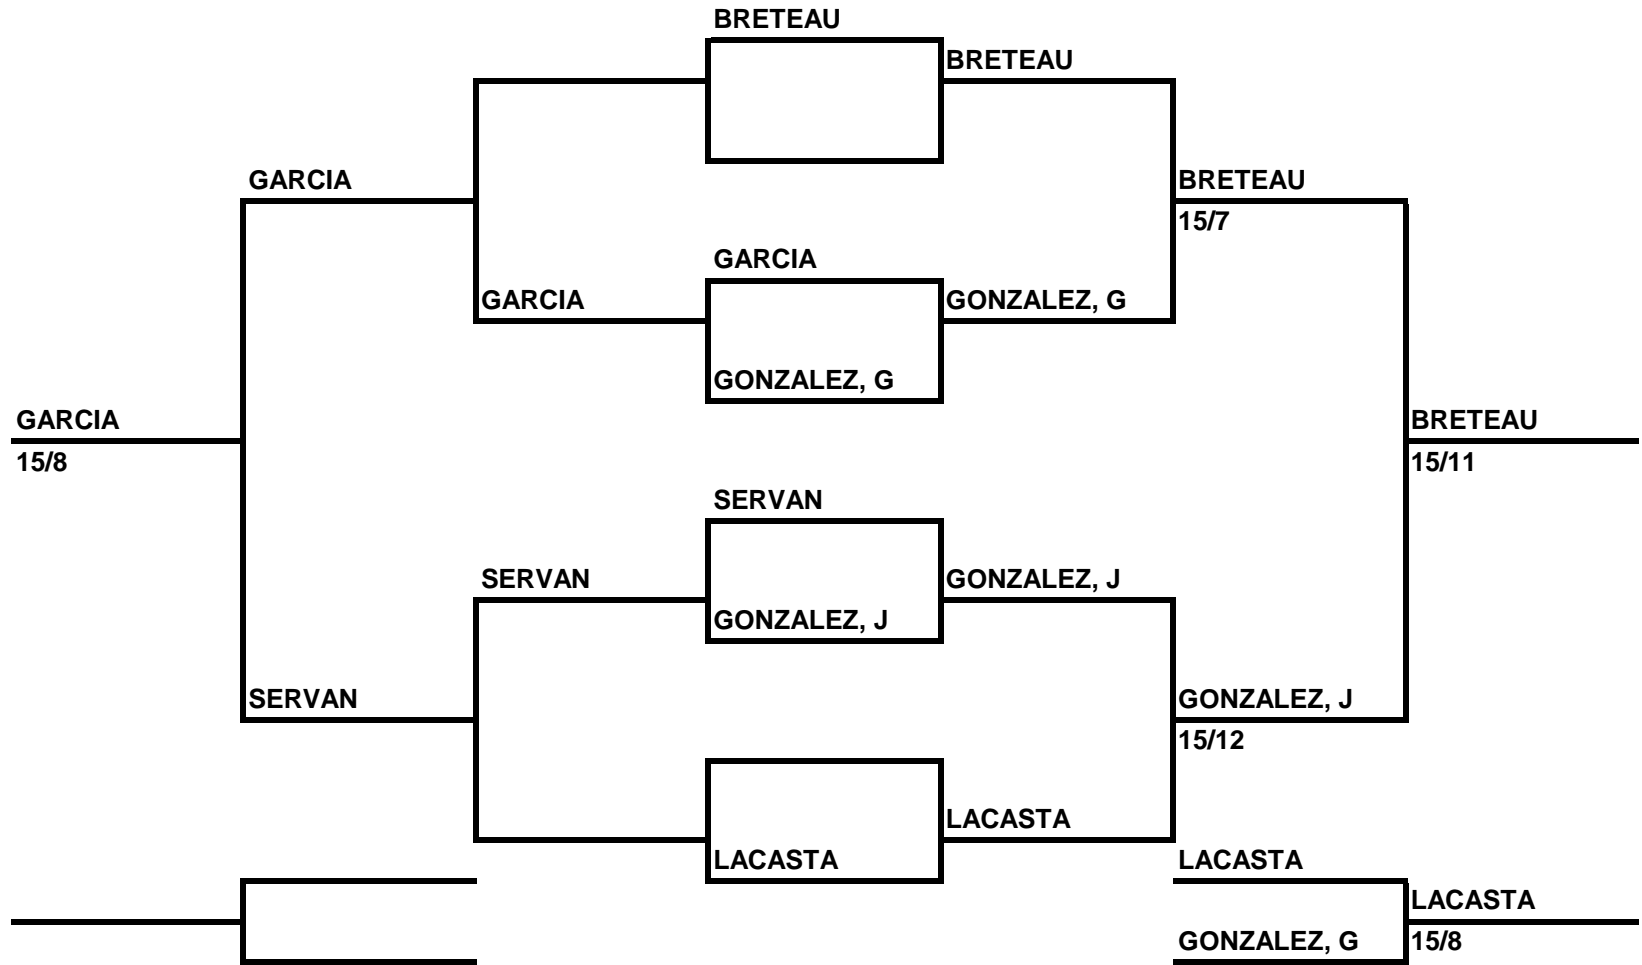 BRETEAU
BRETEAU
GARCIA
BRETEAU
15/7
GARCIA
GARCIA
GONZALEZ, G
GONZALEZ, G
GARCIA
BRETEAU
15/8
15/11
SERVAN
SERVAN
GONZALEZ, J
GONZALEZ, J
SERVAN
GONZALEZ, J
15/12
LACASTA
LACASTA
LACASTA
LACASTA
GONZALEZ, G
15/8